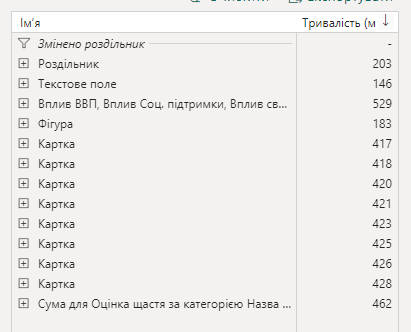 Ім'я Тривалість (м
Змінено роздільник -
Роздільник 203
Текстове поле 146
Вплив ВВП, Вплив Соц. підтримки, Вплив св... 529
Фігура 183
Картка 417
Картка 418
Картка 420
Картка 421
Картка 423
Картка 425
Картка 426
Картка 428
Сума для Оцінка щастя за категорією Назва ... 462